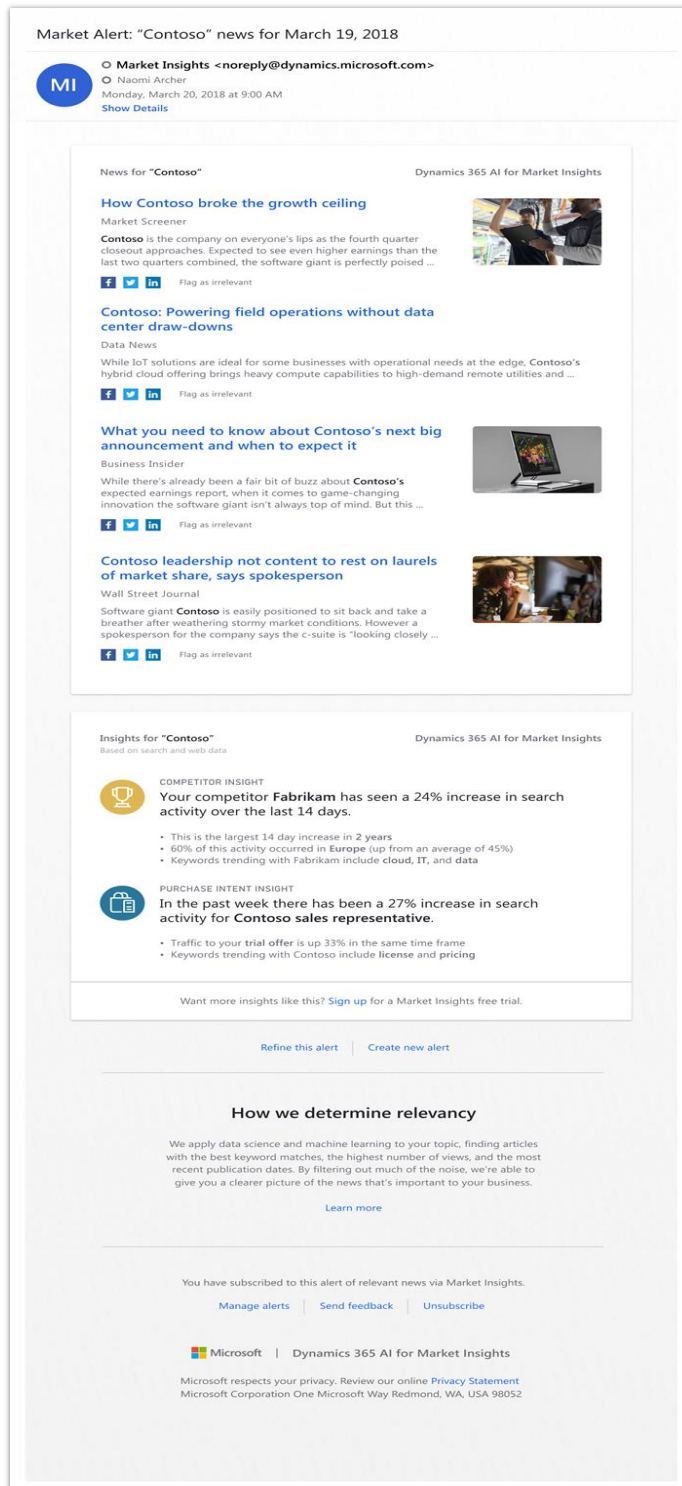 Market Alert: “Contoso” news for March 19, 2018
MI
Market Insights <noreply@dynamics.microsoft.com>
Naomi Archer
Monday, March 20, 2018 at 9:00 AM
Show Details
News for “Contoso”
Dynamics 365 AI for Market Insights
How Contoso broke the growth ceiling
Market Screener
Contoso is the company on everyone’s lips as the fourth quarter
closeout approaches. Expected to see even higher earnings than the
last two quarters combined, the software giant is perfectly poised ...
Flag as irrelevant
Contoso: Powering field operations without data
center draw-downs
Data News
While IoT solutions are ideal for some businesses with operational needs at the edge, Contoso’s
hybrid cloud offering brings heavy compute capabilities to high-demand remote utilities and ...
Flag as irrelevant
What you need to know about Contoso’s next big
announcement and when to expect it
Business Insider
While there’s already been a fair bit of buzz about Contoso’s
expected earnings report, when it comes to game-changing
innovation the software giant isn’t always top of mind. But this ...
Flag as irrelevant
Contoso leadership not content to rest on laurels
of market share, says spokesperson
Wall Street Journal
Software giant Contoso is easily positioned to sit back and take a
breather after weathering stormy market conditions. However a
spokesperson for the company says the c-suite is “looking closely ...
Flag as irrelevant
Insights for “Contoso”
Dynamics 365 AI for Market Insights
Based on search and web data
COMPETITOR INSIGHT
Your competitor Fabrikam has seen a 24% increase in search
activity over the last 14 days.
• This is the largest 14 day increase in 2 years
• 60% of this activity occurred in Europe (up from an average of 45%)
• Keywords trending with Fabrikam include cloud, IT, and data
PURCHASE INTENT INSIGHT
In the past week there has been a 27% increase in search
activity for Contoso sales representative.
• Traffic to your trial offer is up 33% in the same time frame
• Keywords trending with Contoso include license and pricing
Want more insights like this? Sign up for a Market Insights free trial.
Refine this alert | Create new alert
How we determine relevancy
We apply data science and machine learning to your topic, finding articles
with the best keyword matches, the highest number of views, and the most
recent publication dates. By filtering out much of the noise, we’re able to
give you a clearer picture of the news that’s important to your business.
Learn more
You have subscribed to this alert of relevant news via Market Insights.
Manage alerts | Send feedback | Unsubscribe
Microsoft | Dynamics 365 AI for Market Insights
Microsoft respects your privacy. Review our online Privacy Statement
Microsoft Corporation One Microsoft Way Redmond, WA, USA 98052